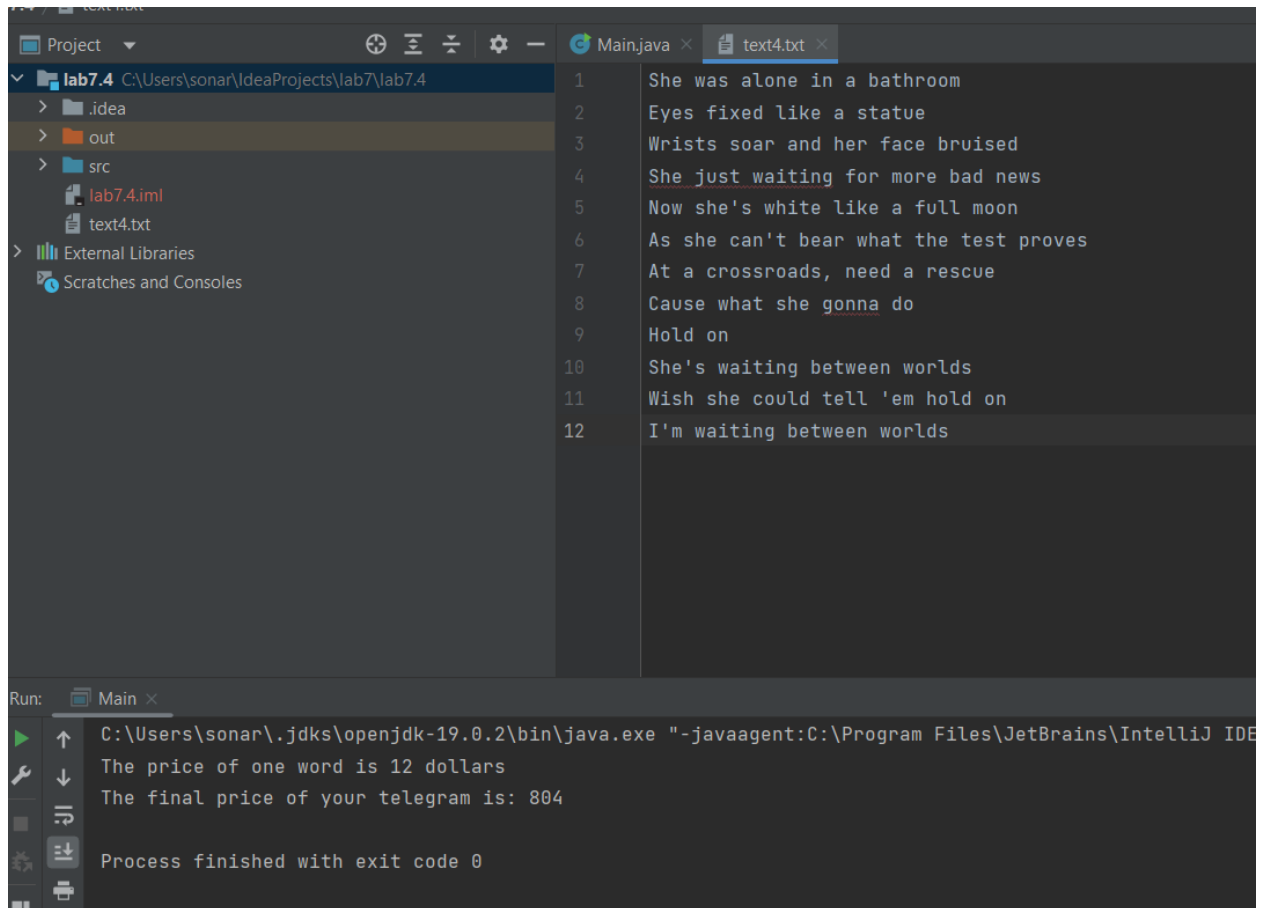 Project
lab7.4 C:\Users\sonar\IdeaProjects\lab7\lab7.4
.idea
out
src
lab7.4.iml
text4.txt
External Libraries
Scratches and Consoles
Main.java
text4.txt
1 She was alone in a bathroom
2 Eyes fixed like a statue
3 Wrists soar and her face bruised
4 She just waiting for more bad news
5 Now she's white like a full moon
6 As she can't bear what the test proves
7 At a crossroads, need a rescue
8 Cause what she gonna do
9 Hold on
10 She's waiting between worlds
11 Wish she could tell 'em hold on
12 I'm waiting between worlds
Run: Main
C:\Users\sonar\.jdks\openjdk-19.0.2\bin\java.exe "-javaagent:C:\Program Files\JetBrains\IntelliJ IDE
The price of one word is 12 dollars
The final price of your telegram is: 804
Process finished with exit code 0